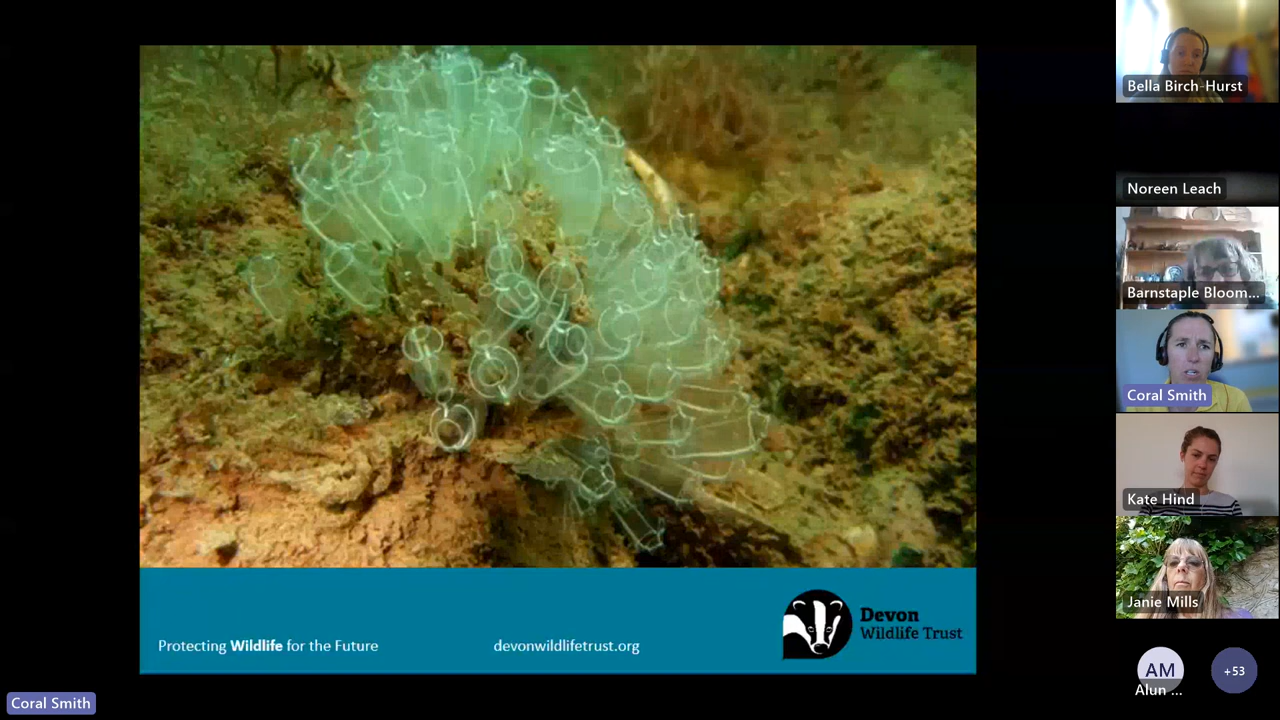 Protecting Wildlife for the Future
devonwildlifetrust.org
Devon
Wildlife Trust
Bella Birch-Hurst
Noreen Leach
Barnstaple Bloom...
Coral Smith
Kate Hind
Janie Mills
AM
Alun ...
+53
Coral Smith